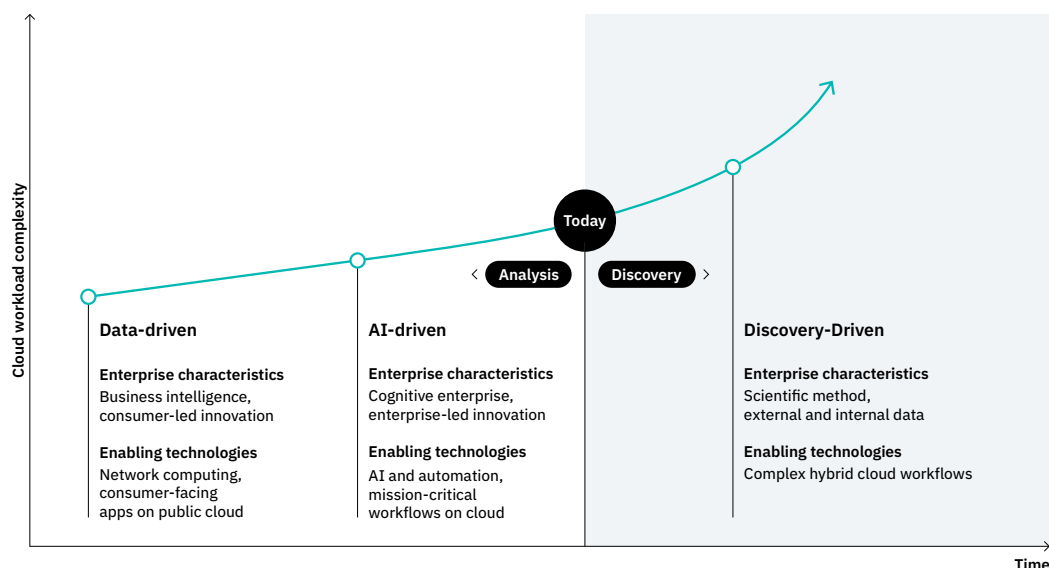 Cloud workload complexity
Today
Analysis
Discovery
Data-driven
Enterprise characteristics
Business intelligence,
consumer-led innovation
Enabling technologies
Network computing,
consumer-facing
apps on public cloud
AI-driven
Enterprise characteristics
Cognitive enterprise,
enterprise-led innovation
Enabling technologies
AI and automation,
mission-critical
workflows on cloud
Discovery-Driven
Enterprise characteristics
Scientific method,
external and internal data
Enabling technologies
Complex hybrid cloud workflows
Time